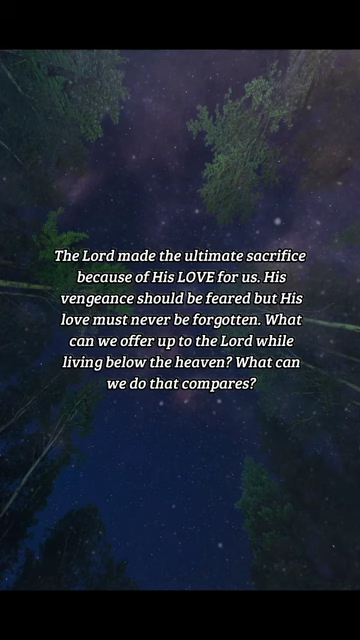 The Lord made the ultimate sacrifice
because of His LOVE for us. His
vengeance should be feared but His
love must never be forgotten. What
can we offer up to the Lord while
living below the heaven? What can
we do that compares?